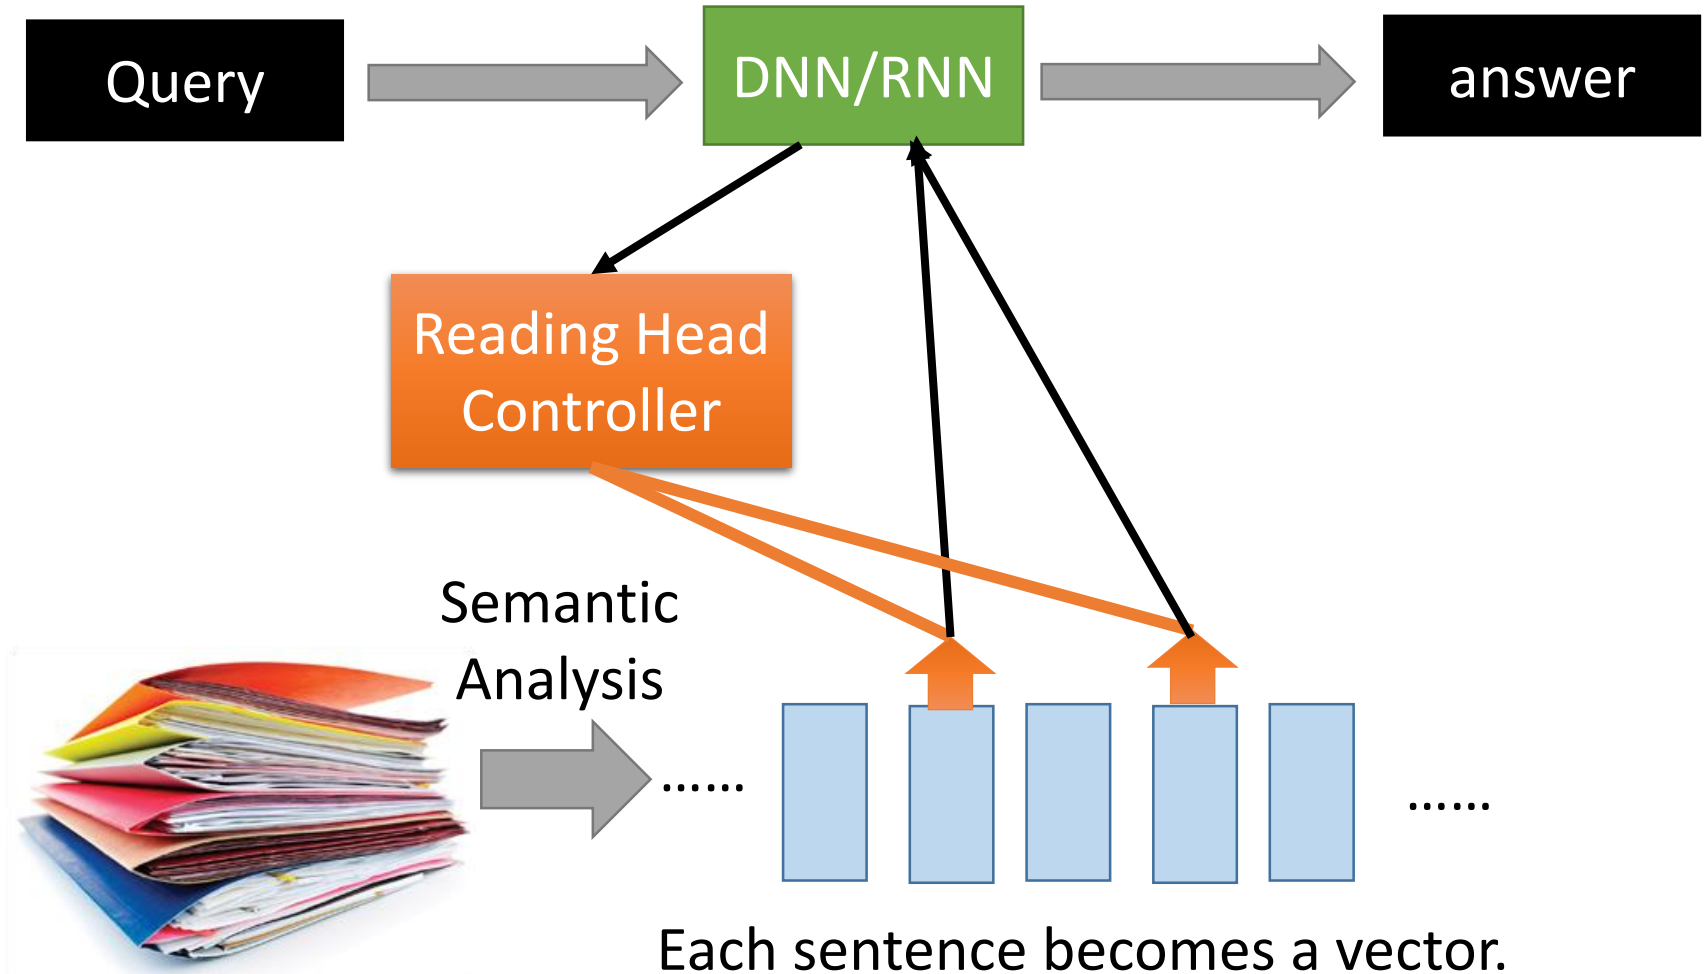 Query
DNN/RNN
answer
Reading Head
Controller
Semantic
Analysis
......
......
Each sentence becomes a vector.